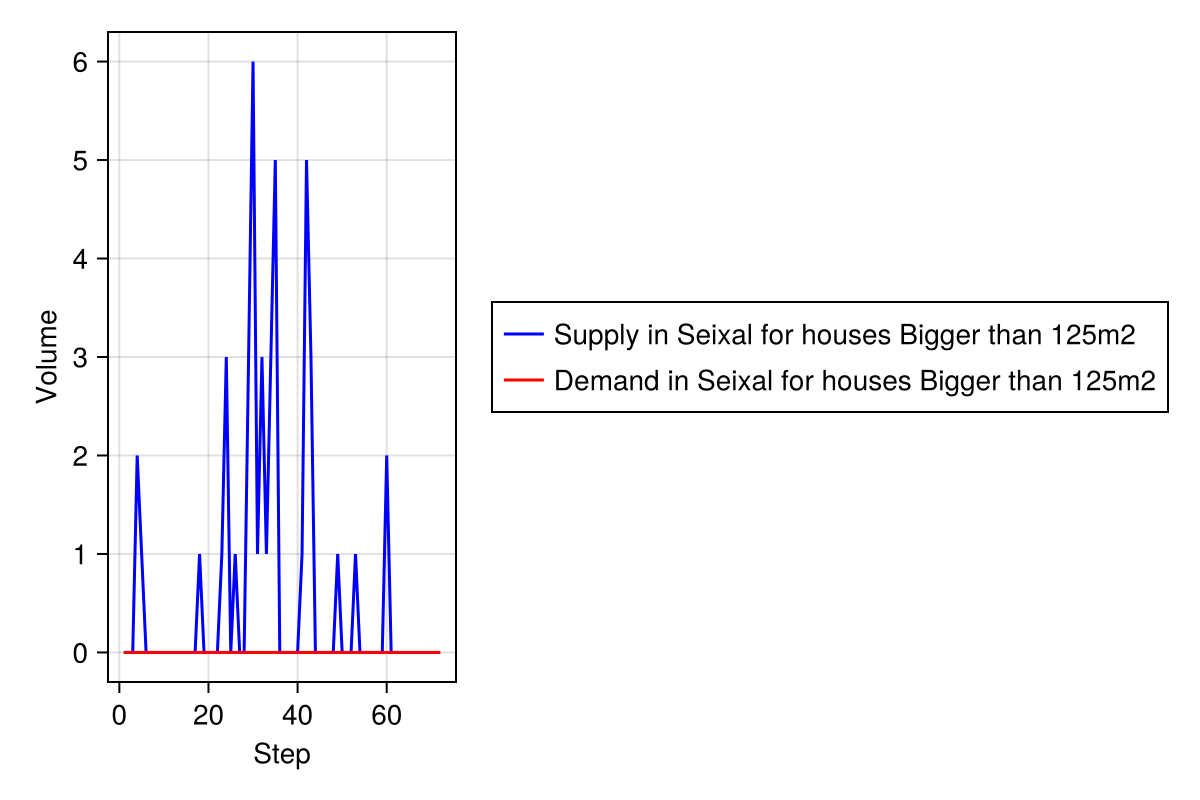 6
5
4
3
2
1
0
Volume
0 20 40 60
Step
Supply in Seixal for houses Bigger than 125m2
Demand in Seixal for houses Bigger than 125m2